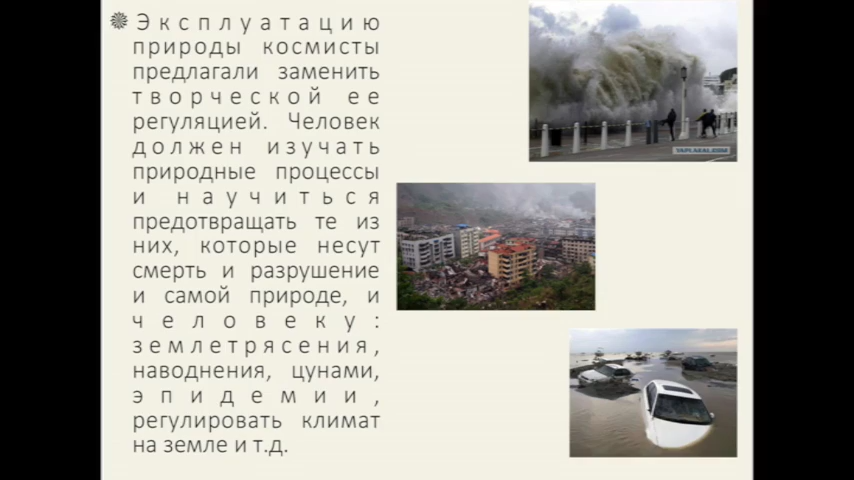 Эксплуатацию
природы космисты
предлагали заменить
творческой ее
регуляцией. Человек
должен изучать
природные процессы
и научиться
предотвращать те из
них, которые несут
смерть и разрушение
и самой природе, и
человеку:
землетрясения,
наводнения, цунами,
эпидемии,
регулировать климат
на земле и т.д.